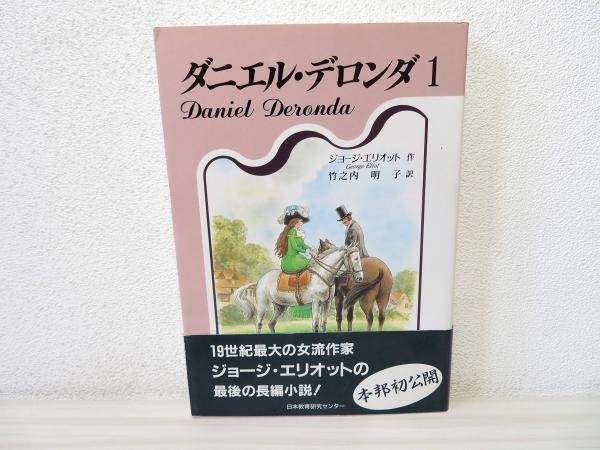 ダニエル・デロンダ 1
Daniel Deronda
ジョージ・エリオット 作
George Eliot
竹之内 明子 訳
19世紀最大の女流作家
ジョージ・エリオットの
最後の長編小説!
本邦初公開
日本教育研究センター